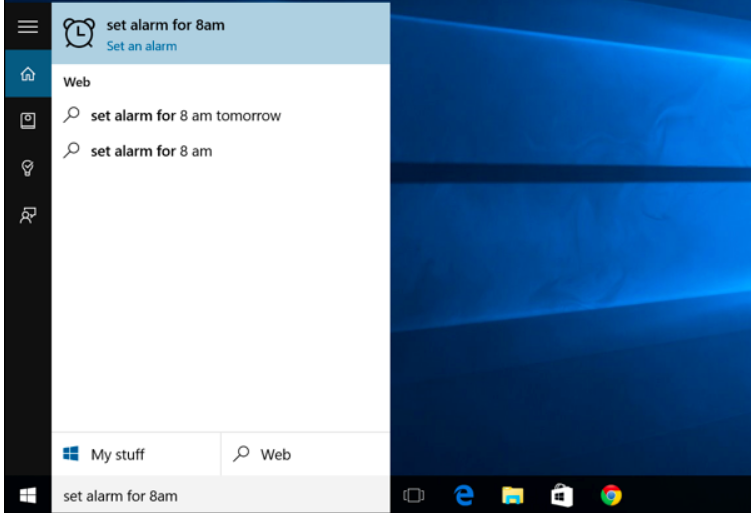 set alarm for 8am
Set an alarm
Web
set alarm for 8 am tomorrow
set alarm for 8 am
My stuff
Web
set alarm for 8am